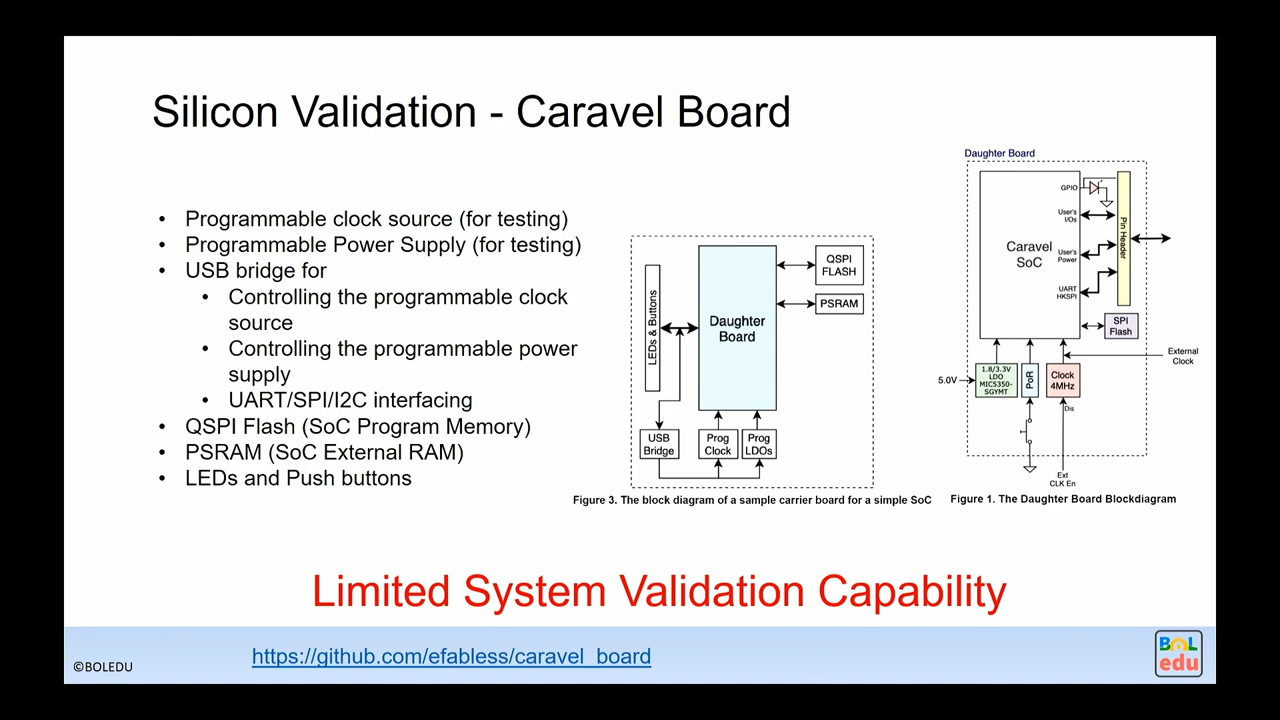 Silicon Validation - Caravel Board
• Programmable clock source (for testing)
• Programmable Power Supply (for testing)
• USB bridge for
• Controlling the programmable clock
source
• Controlling the programmable power
supply
• UART/SPI/I2C interfacing
• QSPI Flash (SoC Program Memory)
• PSRAM (SoC External RAM)
• LEDs and Push buttons
LEDs & Buttons
Daughter
Board
QSPI
FLASH
PSRAM
USB
Bridge
Prog
Clock
Prog
LDOs
Figure 3. The block diagram of a sample carrier board for a simple SoC
Daughter Board
Caravel
SoC
GPIO
User's
I/Os
User's
Power
UART
HKSPI
Pin Header
SPI
Flash
External
Clock
5.0V
1.8/3.3V
LDO
MIC5350-
SGYMT
PoR
Clock
4MHz
Dis
Ext
CLK En
Figure 1. The Daughter Board Blockdiagram
Limited System Validation Capability
©BOLEDU
https://github.com/efabless/caravel_board
BOL
edu